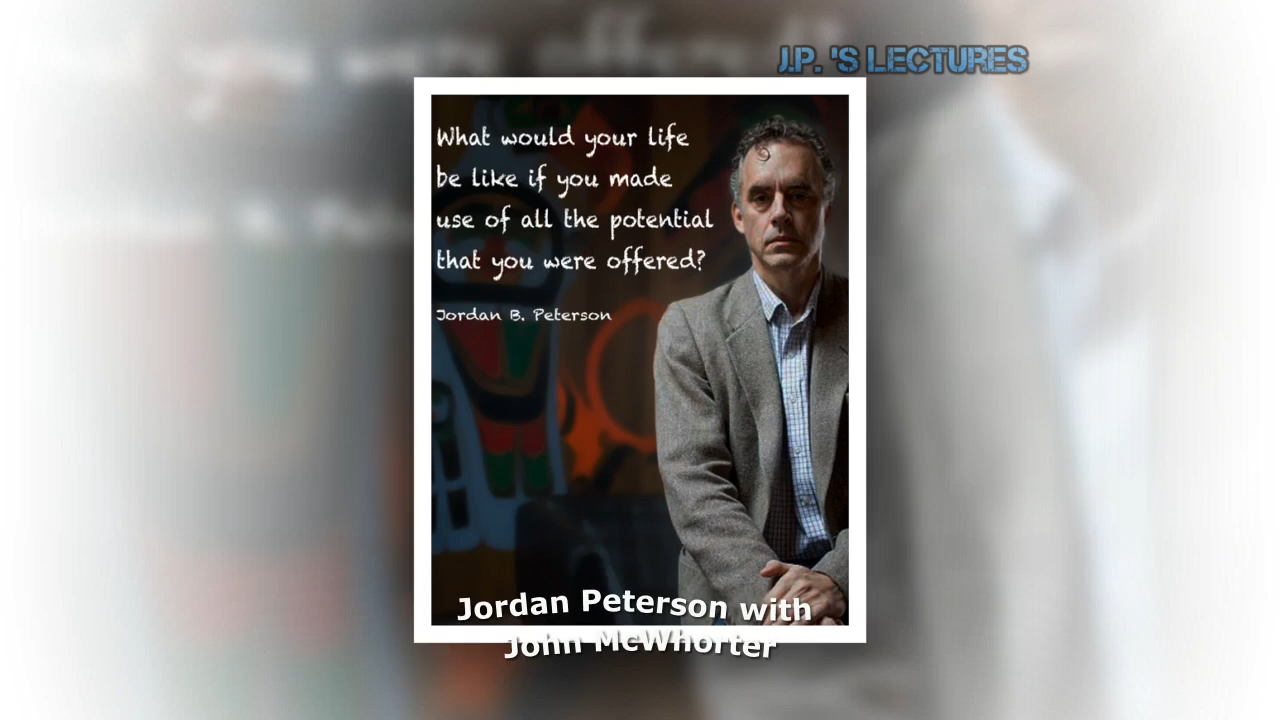 J.P. 'S LECTURES
What would your life
be like if you made
use of all the potential
that you were offered?
Jordan B. Peterson
Jordan Peterson with
John McWhorter